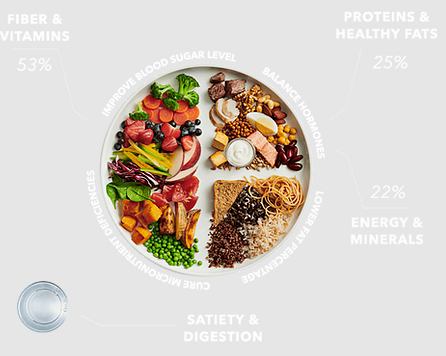 FIBER &
VITAMINS
53%
PROTEINS &
HEALTHY FATS
25%
IMPROVE BLOOD SUGAR LEVEL
BALANCE HORMONES
CURE MICRONUTRIENT DEFICIENCIES
LOWER FAT PERCENTAGE
22%
ENERGY &
MINERALS
SATIETY &
DIGESTION